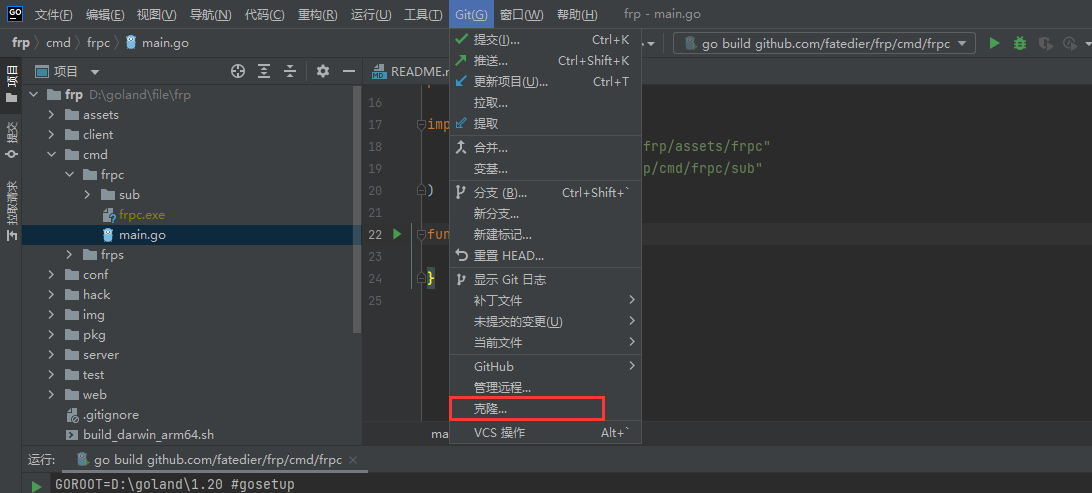 GO 文件(F) 编辑(E) 视图(V) 导航(N) 代码(C) 重构(R) 运行(U) 工具(T) Git(G) 窗口(W) 帮助(H) frp - main.go
frp cmd frpc main.go go build github.com/fatedier/frp/cmd/frpc
项目
提交
拉取请求
项目
frp D:\goland\file\frp
assets
client
cmd
frpc
sub
frpc.exe
main.go
frps
conf
hack
img
pkg
server
test
web
.gitignore
build_darwin_arm64.sh
MD README.
16
17 imp
18 frp/assets/frpc"
19 p/cmd/frpc/sub"
20 )
21
22 fun
23
24 }
25
ma
提交(I)... Ctrl+K
推送... Ctrl+Shift+K
更新项目(U)... Ctrl+T
拉取...
提取
合并...
变基...
分支 (B)... Ctrl+Shift+`
新分支...
新建标记...
重置 HEAD...
显示 Git 日志
补丁文件
未提交的变更(U)
当前文件
GitHub
管理远程...
克隆...
VCS 操作 Alt+`
运行: go build github.com/fatedier/frp/cmd/frpc
GOROOT=D:\goland\1.20 #gosetup